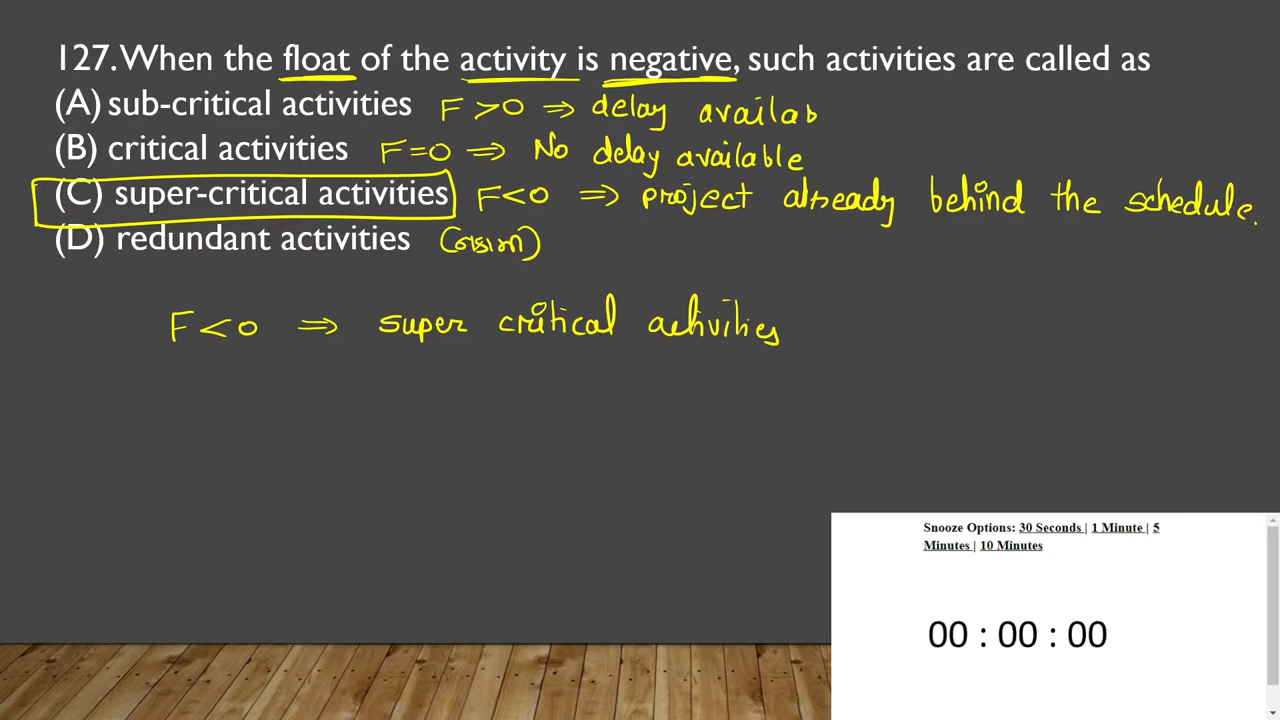 127. When the float of the activity is negative, such activities are called as
(A) sub-critical activities F > 0 ⇒ delay availab
(B) critical activities F = 0 ⇒ No delay available
(C) super-critical activities F < 0 ⇒ project already behind the schedule.
(D) redundant activities
F < 0 ⇒ super critical activities
Snooze Options: 30 Seconds | 1 Minute | 5
Minutes | 10 Minutes
00 : 00 : 00